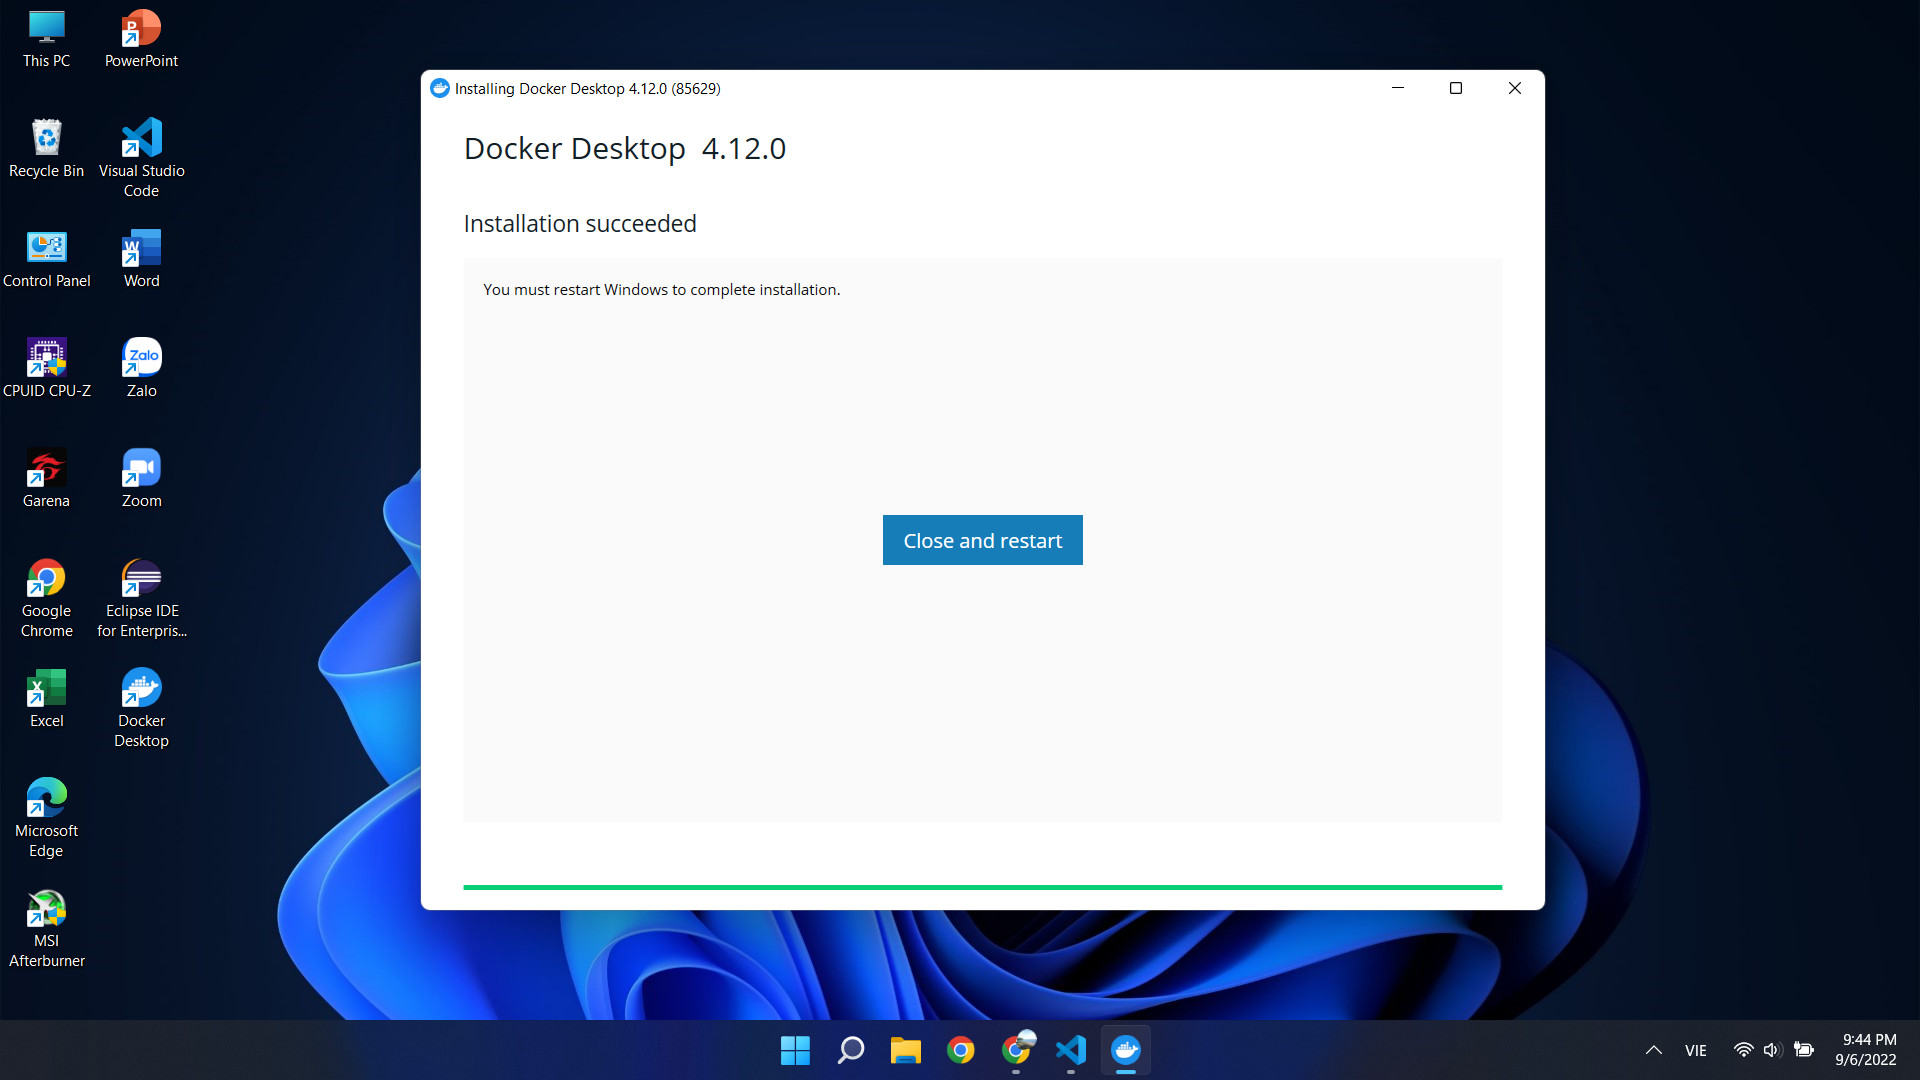 This PC
PowerPoint
Recycle Bin
Visual Studio
Code
Control Panel
Word
CPUID CPU-Z
Zalo
Zalo
Garena
Zoom
Google
Chrome
Eclipse IDE
for Enterpris...
Excel
Docker
Desktop
Microsoft
Edge
MSI
Afterburner
Installing Docker Desktop 4.12.0 (85629)
Docker Desktop 4.12.0
Installation succeeded
You must restart Windows to complete installation.
Close and restart
VIE
9:44 PM
9/6/2022